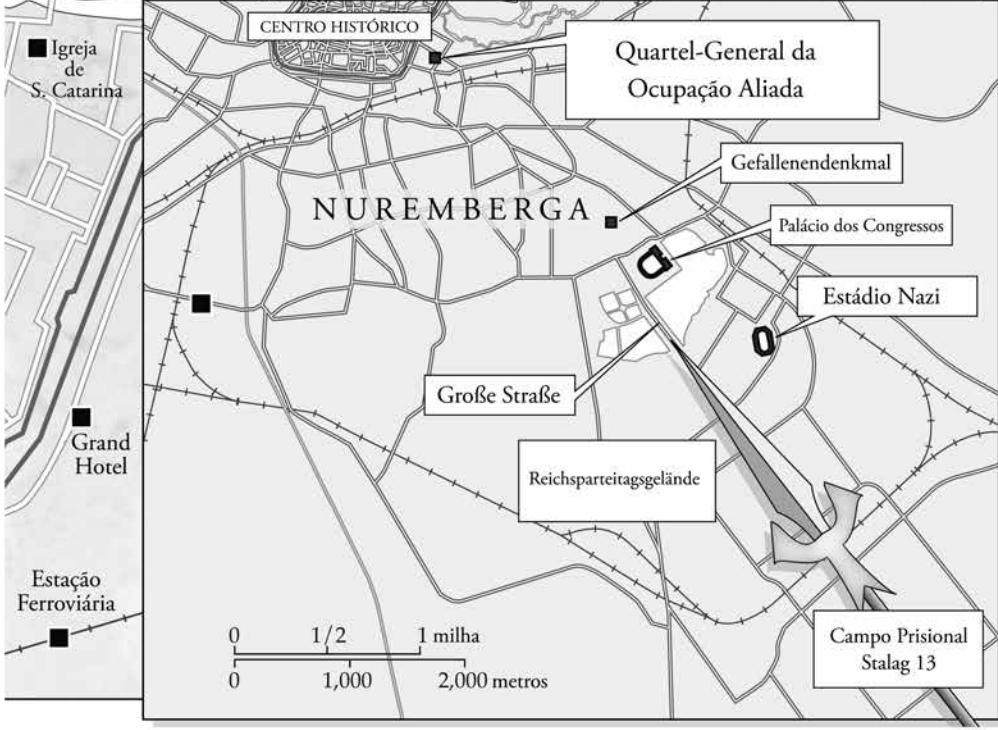 Igreja
de
S. Catarina
Grand
Hotel
Estação
Ferroviária
CENTRO HISTÓRICO
Quartel-General da
Ocupação Aliada
Gefallenendenkmal
NUREMBERGA
Palácio dos Congressos
Estádio Nazi
Große Straße
Reichsparteitagsgelände
Campo Prisional
Stalag 13
0 1/2 1 milha
0 1,000 2,000 metros